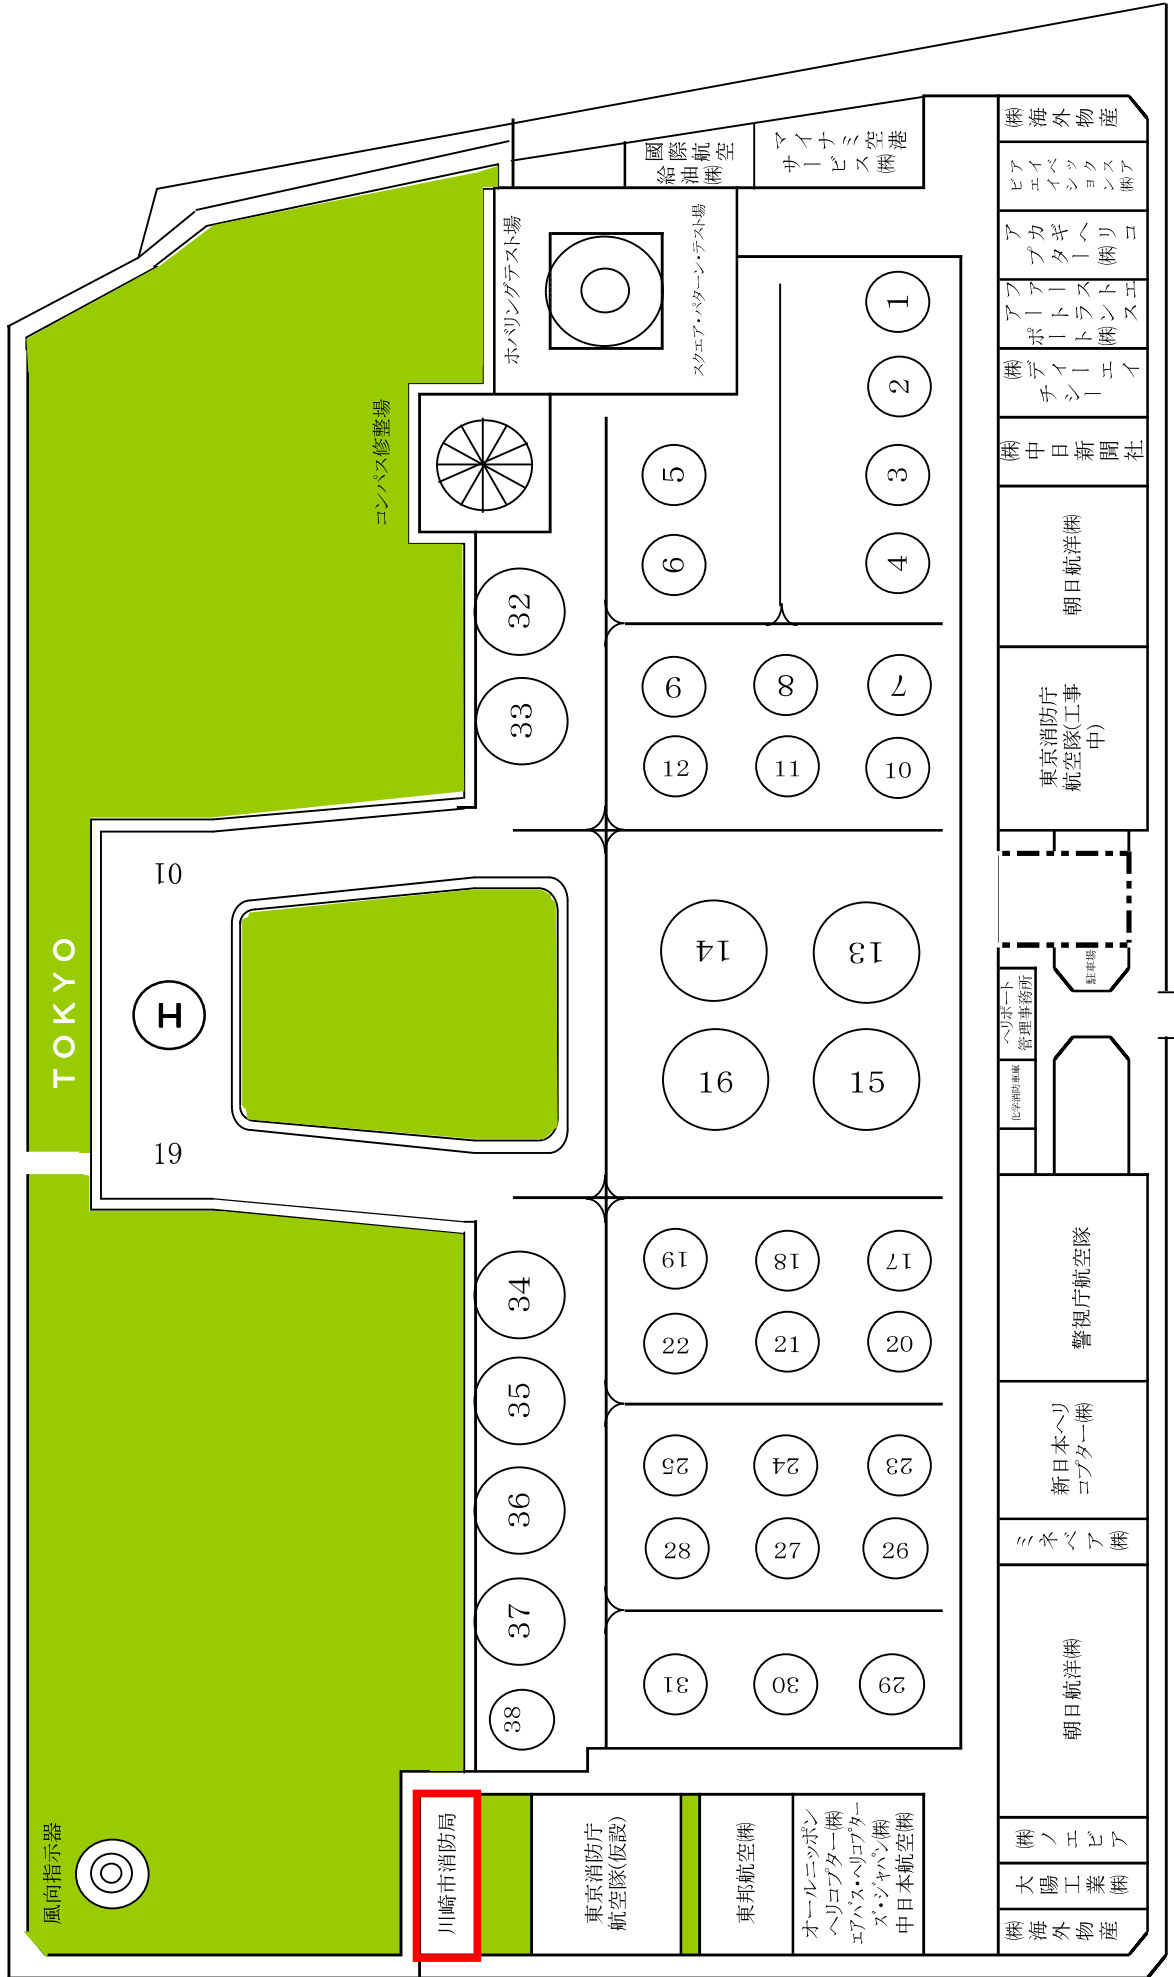 國際航空
給油㈱
マイナミ空港
サービス㈱
ホバリングテスト場
スクエア・パターン・テスト場
コンパス修整場
㈱海外物産
アイベックス
ビエイション㈱
アカギヘリコ
プター㈱
ファーストエ
アートランス
ポート㈱
㈱ディーエイ
チシー
㈱中日新聞社
朝日航洋㈱
東京消防庁
航空隊(工事
中)
1
2
3
4
5
6
7
8
9
10
11
12
13
14
15
16
17
18
19
20
21
22
23
24
25
26
27
28
29
30
31
32
33
34
35
36
37
38
01
H
19
TOKYO
駐車場
ヘリポート
管理事務所
化学消防車庫
警視庁航空隊
新日本ヘリ
コプター㈱
ミネベア㈱
朝日航洋㈱
㈱ノエビア
大陽工業㈱
㈱海外物産
風向指示器
川崎市消防局
東京消防庁
航空隊(仮設)
東邦航空㈱
オールニッポン
ヘリコプター㈱
エアバス・ヘリコプター
ズ・ジャパン㈱
中日本航空㈱